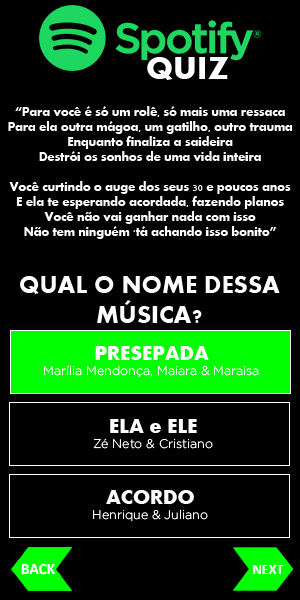 Spotify®
QUIZ
“Para você é só um rolê, só mais uma ressaca
Para ela outra mágoa, um gatilho, outro trauma
Enquanto finaliza a saideira
Destrói os sonhos de uma vida inteira
Você curtindo o auge dos seus 30 e poucos anos
E ela te esperando acordada, fazendo planos
Você não vai ganhar nada com isso
Não tem ninguém ‘tá achando isso bonito”
QUAL O NOME DESSA
MÚSICA?
PRESEPADA
Marília Mendonça, Maiara & Maraisa
ELA e ELE
Zé Neto & Cristiano
ACORDO
Henrique & Juliano
BACK
NEXT